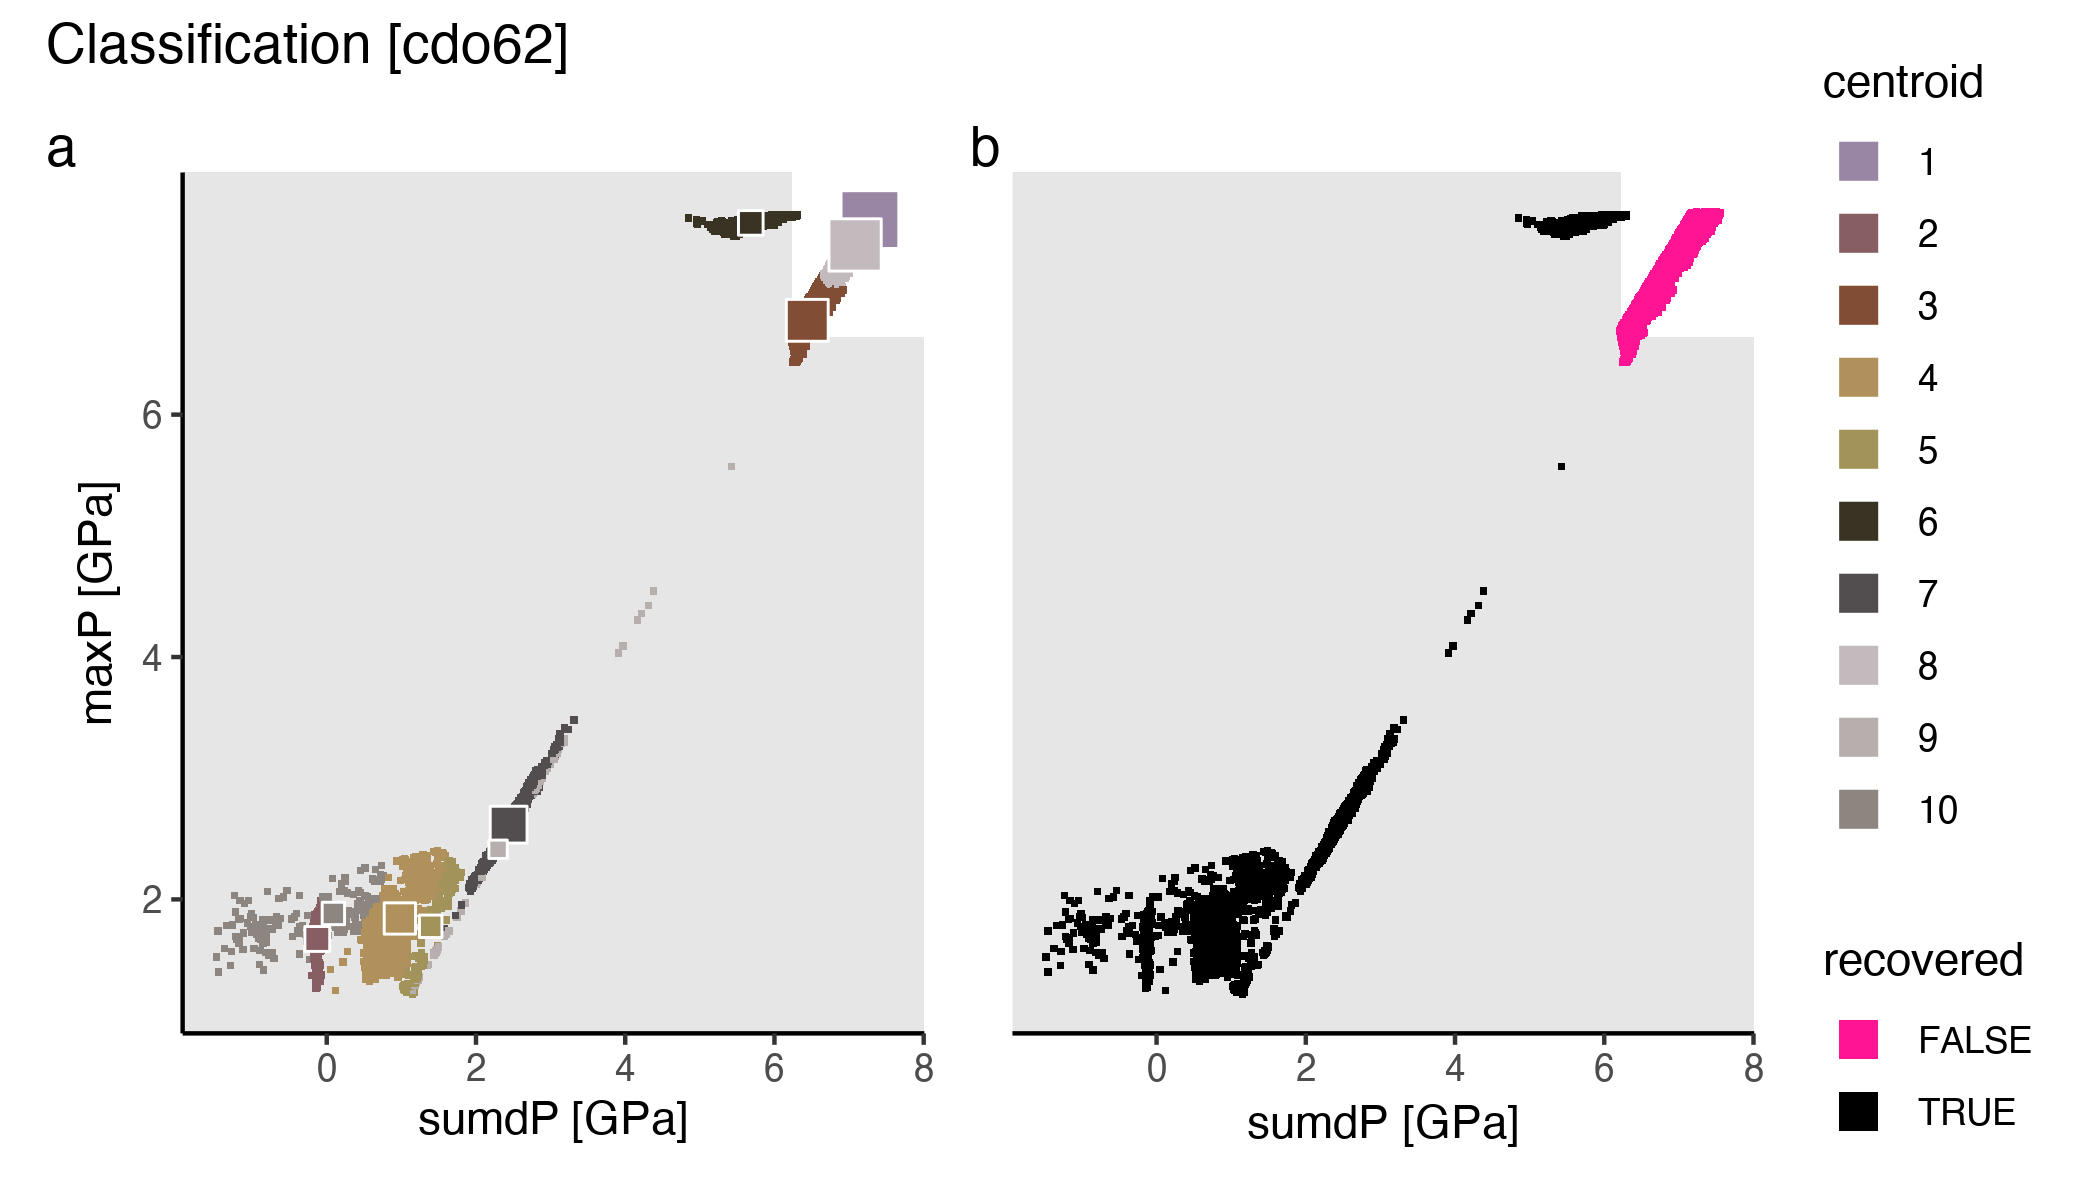 Classification [cdo62]
a
b
maxP [GPa]
6
4
2
0 2 4 6 8
sumdP [GPa]
0 2 4 6 8
sumdP [GPa]
centroid
1
2
3
4
5
6
7
8
9
10
recovered
FALSE
TRUE